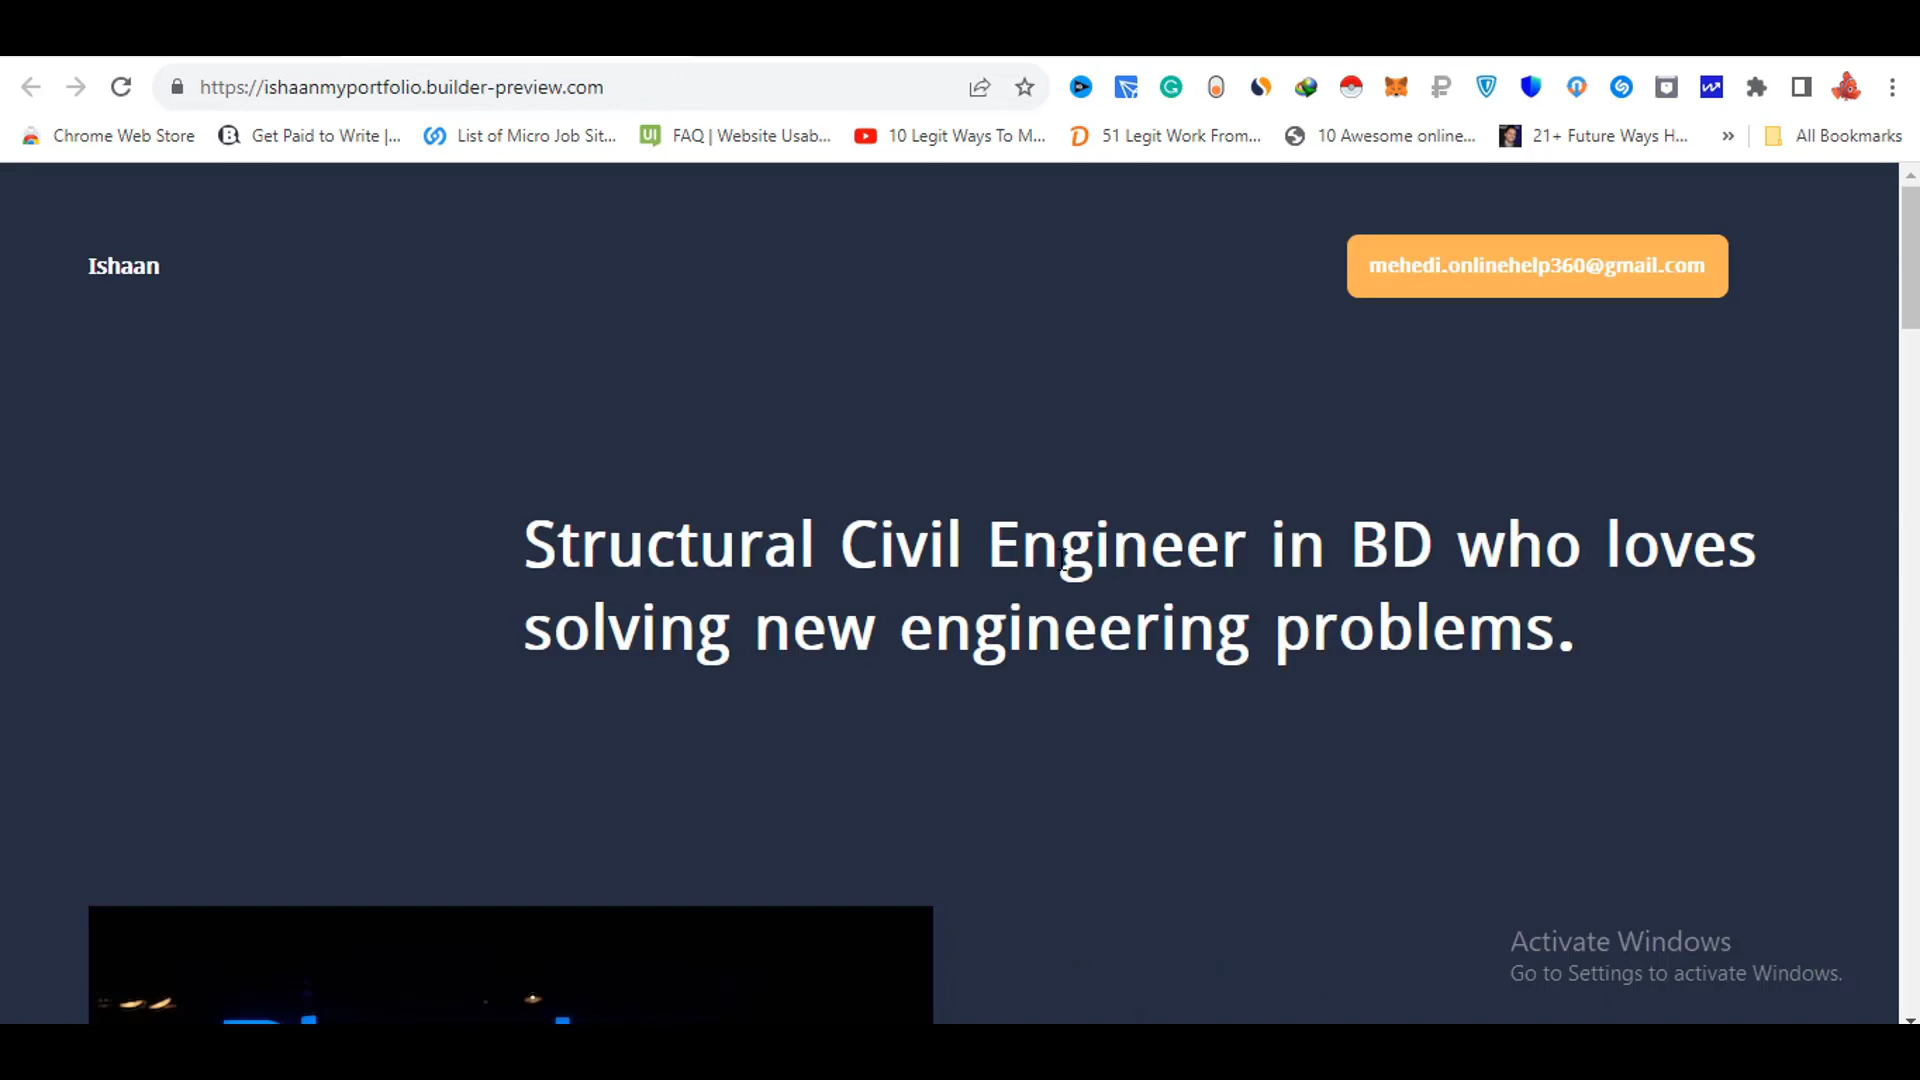 https://ishaanmyportfolio.builder-preview.com
Chrome Web Store
Get Paid to Write |...
List of Micro Job Sit...
UI
FAQ | Website Usab...
10 Legit Ways To M...
51 Legit Work From...
10 Awesome online...
21+ Future Ways H...
»
All Bookmarks
Ishaan
mehedi.onlinehelp360@gmail.com
Structural Civil Engineer in BD who loves
solving new engineering problems.
Activate Windows
Go to Settings to activate Windows.